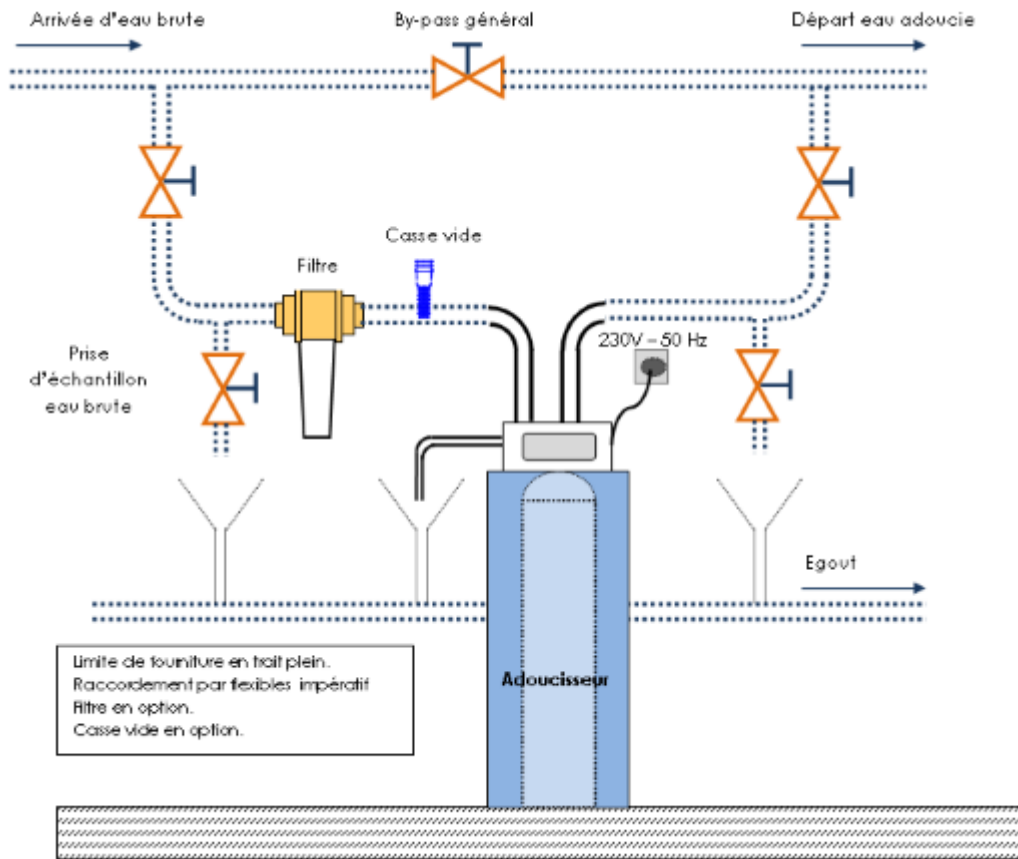 Arrivée d'eau brute
By-pass général
Départ eau adoucie
Casse vide
Filtre
230V – 50 Hz
Prise
d'échantillon
eau brute
Egout
Limite de fourniture en trait plein.
Raccordement par flexibles impératif
Filtre en option.
Casse vide en option.
Adoucisseur